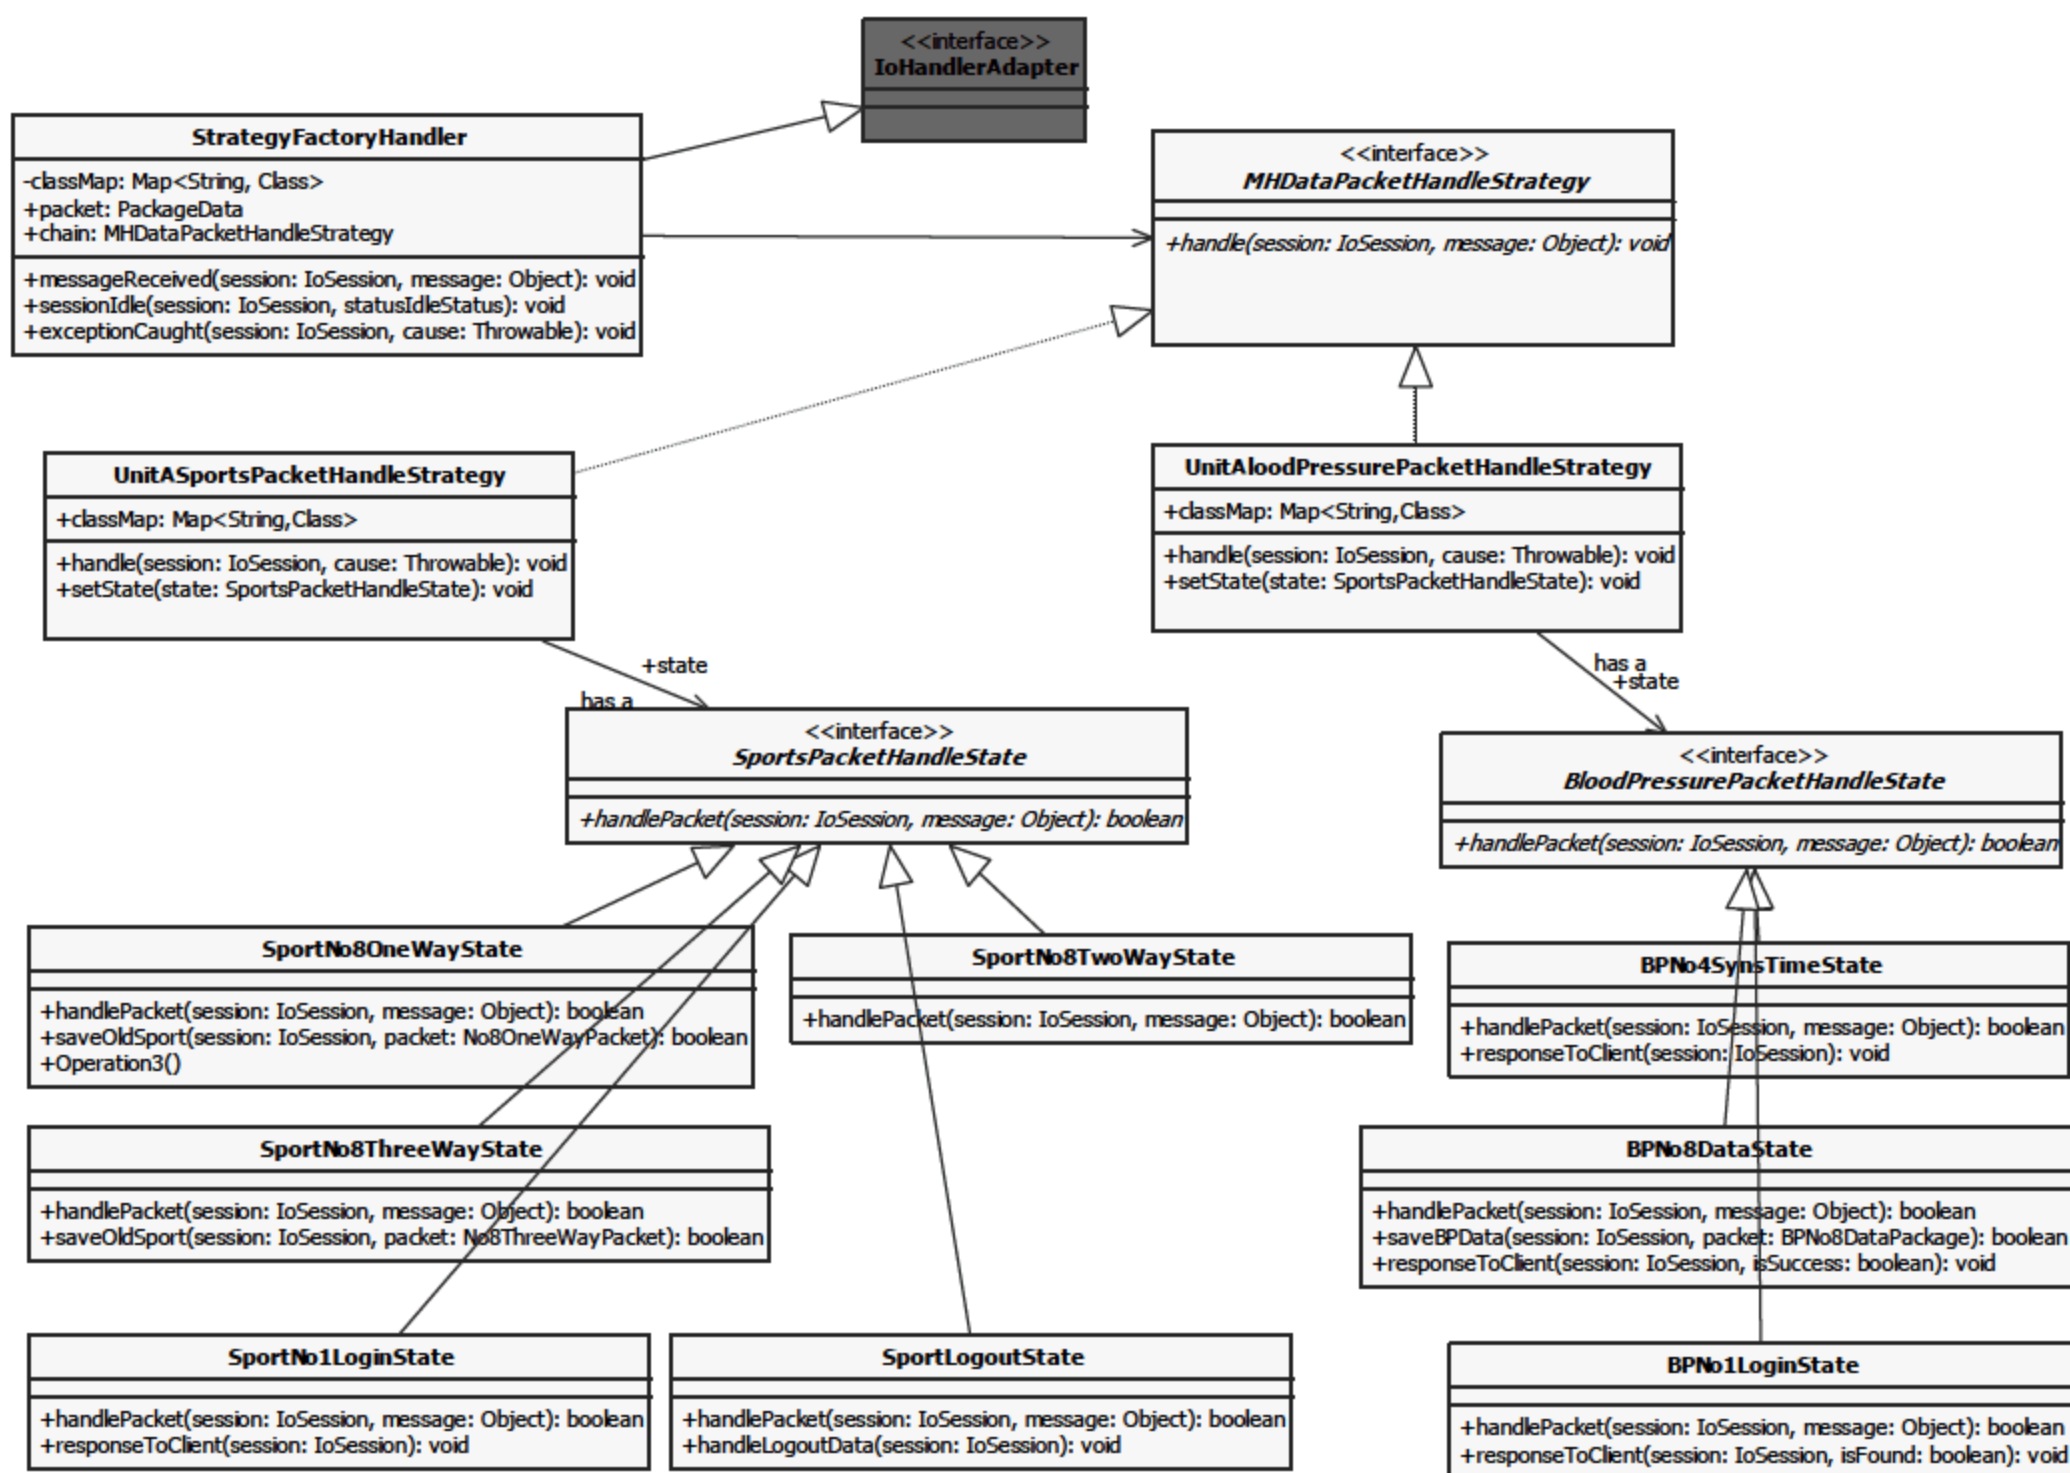 <<interface>>
IoHandlerAdapter
StrategyFactoryHandler
-classMap: Map<String, Class>
+packet: PackageData
+chain: MHDataPacketHandleStrategy
+messageReceived(session: IoSession, message: Object): void
+sessionIdle(session: IoSession, statusIdleStatus): void
+exceptionCaught(session: IoSession, cause: Throwable): void
<<interface>>
MHDataPacketHandleStrategy
+handle(session: IoSession, message: Object): void
UnitASportsPacketHandleStrategy
+classMap: Map<String,Class>
+handle(session: IoSession, cause: Throwable): void
+setState(state: SportsPacketHandleState): void
UnitAloodPressurePacketHandleStrategy
+classMap: Map<String,Class>
+handle(session: IoSession, cause: Throwable): void
+setState(state: SportsPacketHandleState): void
+state
has a
has a
+state
<<interface>>
SportsPacketHandleState
+handlePacket(session: IoSession, message: Object): boolean
<<interface>>
BloodPressurePacketHandleState
+handlePacket(session: IoSession, message: Object): boolean
SportNo8OneWayState
+handlePacket(session: IoSession, message: Object): boolean
+saveOldSport(session: IoSession, packet: No8OneWayPacket): boolean
+Operation3()
SportNo8TwoWayState
+handlePacket(session: IoSession, message: Object): boolean
BPNo4SynsTimeState
+handlePacket(session: IoSession, message: Object): boolean
+responseToClient(session: IoSession): void
SportNo8ThreeWayState
+handlePacket(session: IoSession, message: Object): boolean
+saveOldSport(session: IoSession, packet: No8ThreeWayPacket): boolean
BPNo8DataState
+handlePacket(session: IoSession, message: Object): boolean
+saveBPData(session: IoSession, packet: BPNo8DataPackage): boolean
+responseToClient(session: IoSession, isSuccess: boolean): void
SportNo1LoginState
+handlePacket(session: IoSession, message: Object): boolean
+responseToClient(session: IoSession): void
SportLogoutState
+handlePacket(session: IoSession, message: Object): boolean
+handleLogoutData(session: IoSession): void
BPNo1LoginState
+handlePacket(session: IoSession, message: Object): boolean
+responseToClient(session: IoSession, isFound: boolean): void